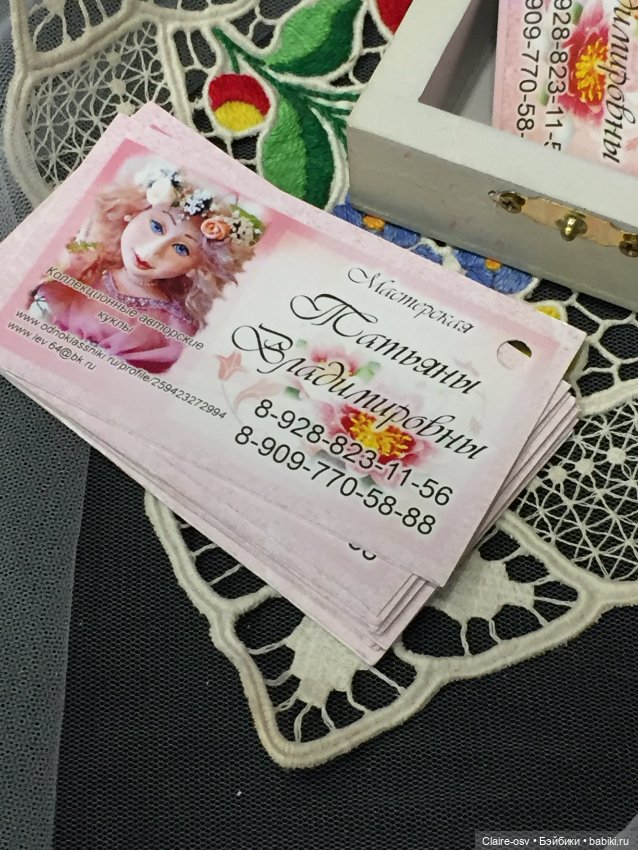 Мастерская
Татьяны
Владимировны
8-928-823-11-56
8-909-770-58-88
Коллекционные авторские
куклы
www.odnoklassniki.ru/profile/259423272994
www.lev 64@bk.ru
928-823-11-5
909-770-58-
Claire-osv • Бэйбики • babiki.ru